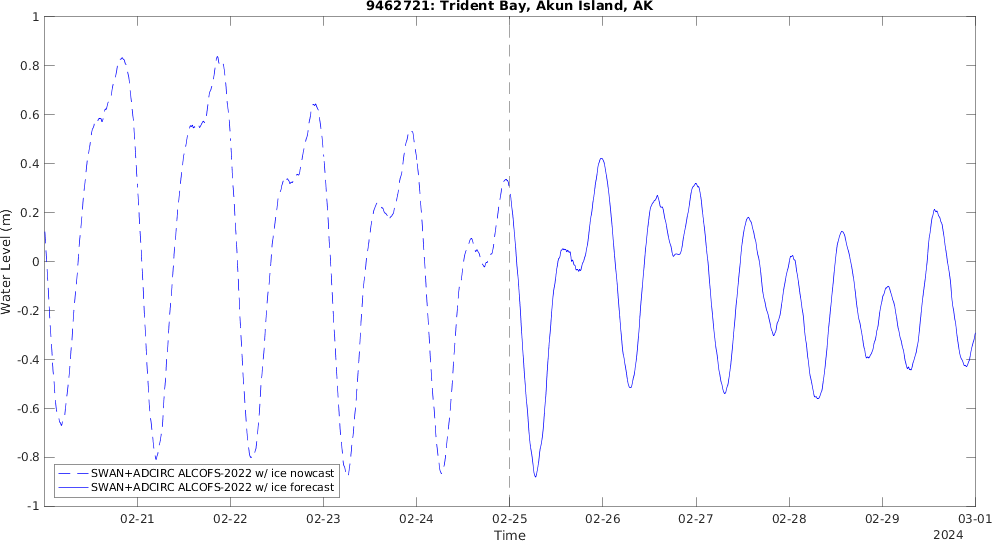 9462721: Trident Bay, Akun Island, AK
1
0.8
0.6
0.4
0.2
0
-0.2
-0.4
-0.6
-0.8
-1
Water Level (m)
SWAN+ADCIRC ALCOFS-2022 w/ ice nowcast
SWAN+ADCIRC ALCOFS-2022 w/ ice forecast
02-21 02-22 02-23 02-24 02-25 02-26 02-27 02-28 02-29 03-01
Time
2024